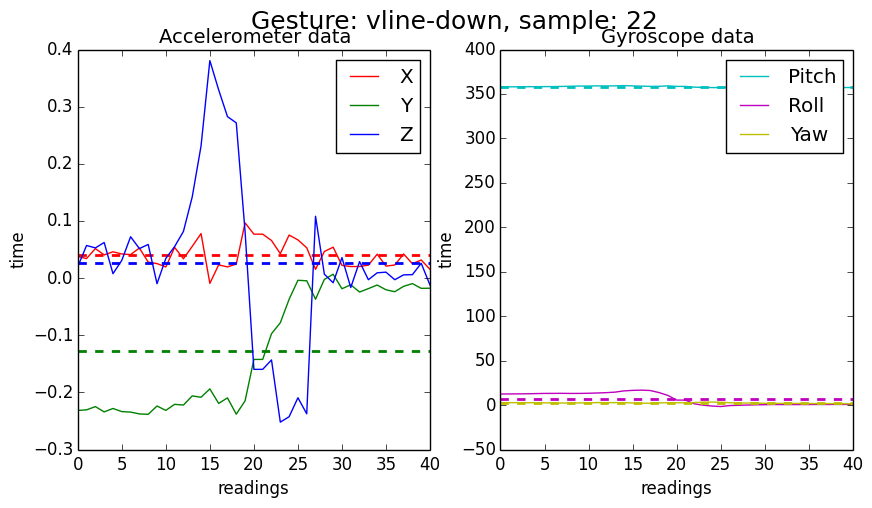 Gesture: vline-down, sample: 22
Accelerometer data
0.4
0.3
0.2
0.1
0.0
−0.1
−0.2
−0.3
time
0 5 10 15 20 25 30 35 40
readings
X
Y
Z
Gyroscope data
400
350
300
250
200
150
100
50
0
−50
time
0 5 10 15 20 25 30 35 40
readings
Pitch
Roll
Yaw